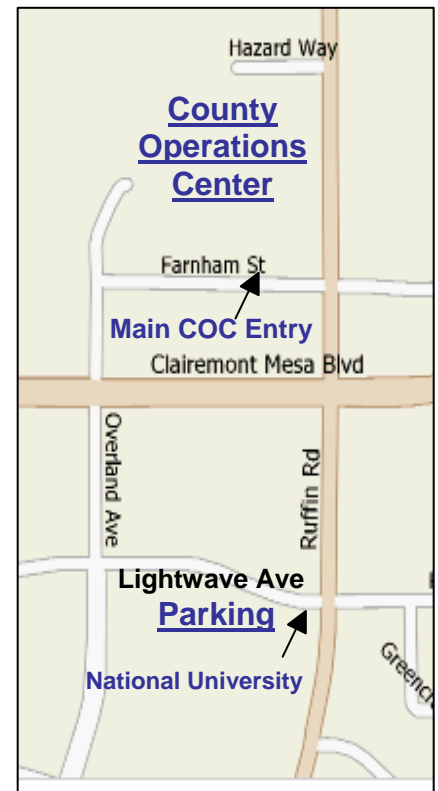 Hazard Way
County
Operations
Center
Farnham St
Main COC Entry
Clairemont Mesa Blvd
Overland Ave
Ruffin Rd
Lightwave Ave
Parking
National University